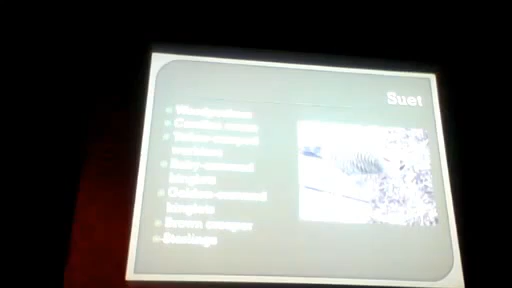 Suet
Woodpeckers
Carolina wrens
Yellow-rumped
warblers
Ruby-crowned
kinglets
Golden-crowned
kinglets
Brown creeper
Starlings